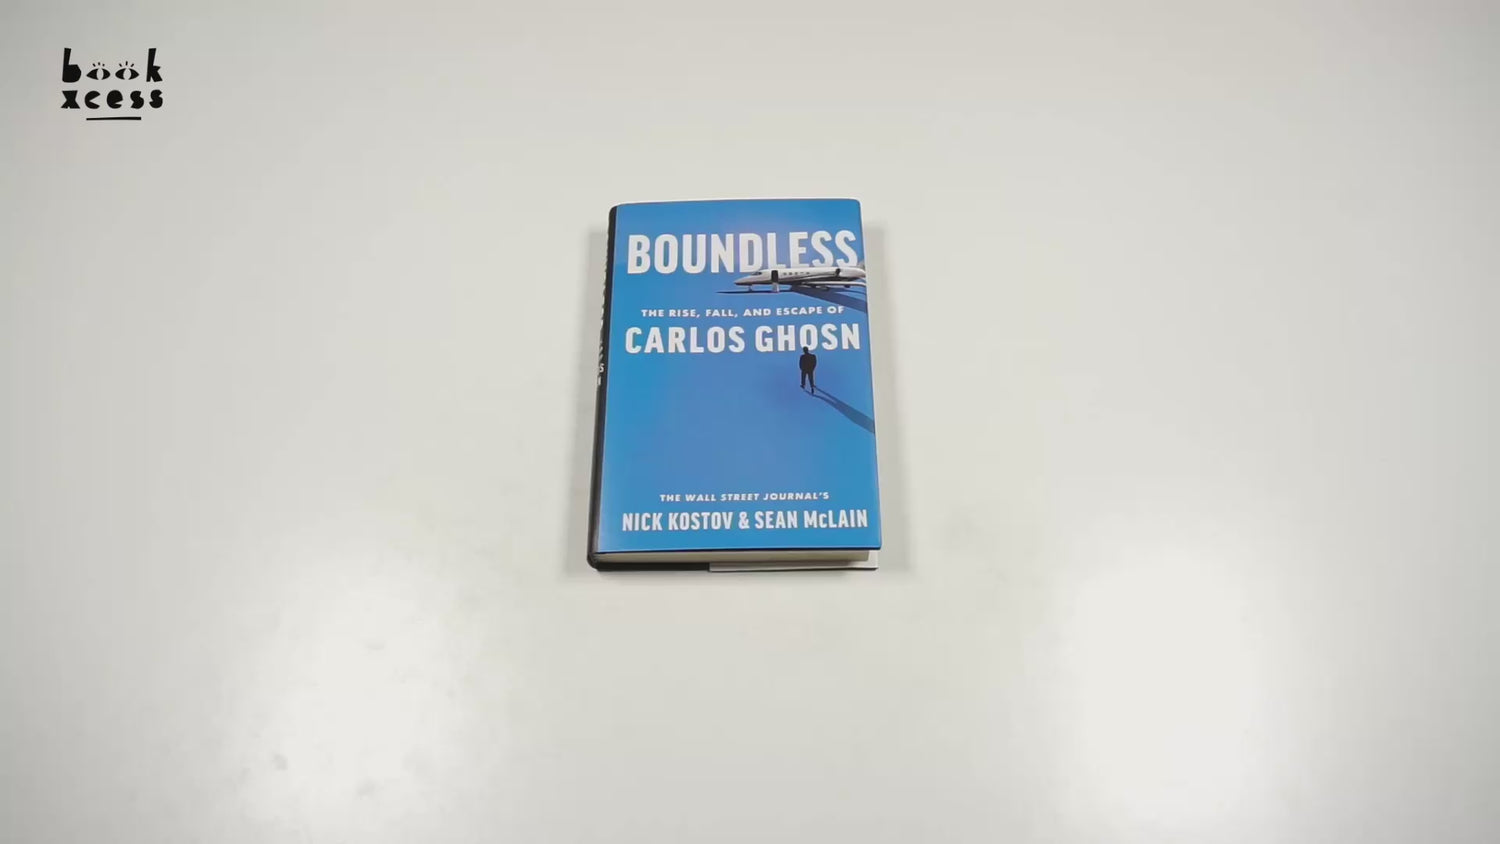 book
xcess
BOUNDLESS
THE RISE, FALL, AND ESCAPE OF
CARLOS GHOSN
THE WALL STREET JOURNAL'S
NICK KOSTOV & SEAN McLAIN